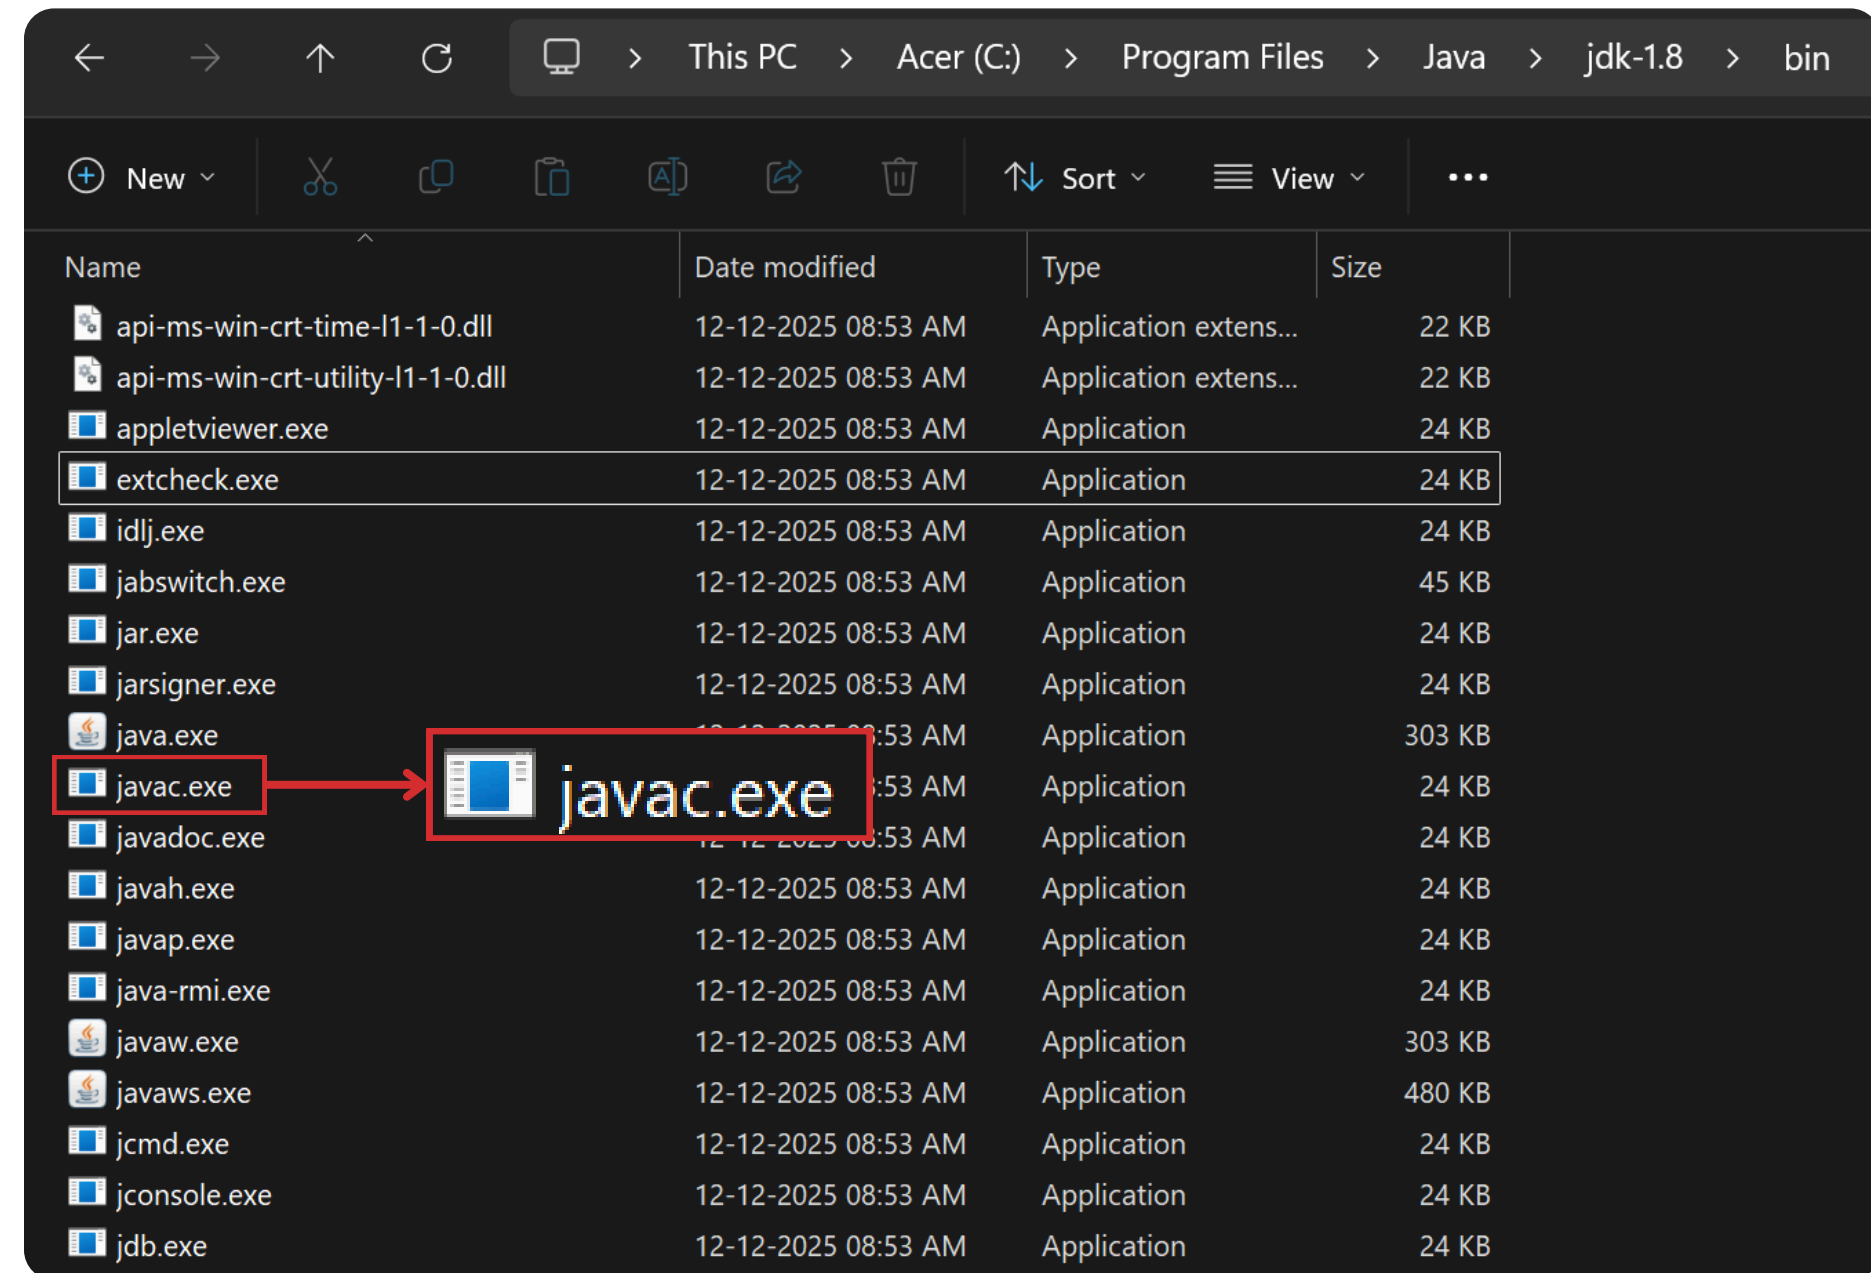 This PC > Acer (C:) > Program Files > Java > jdk-1.8 > bin
New Sort View
Name Date modified Type Size
api-ms-win-crt-time-l1-1-0.dll 12-12-2025 08:53 AM Application extens... 22 KB
api-ms-win-crt-utility-l1-1-0.dll 12-12-2025 08:53 AM Application extens... 22 KB
appletviewer.exe 12-12-2025 08:53 AM Application 24 KB
extcheck.exe 12-12-2025 08:53 AM Application 24 KB
idlj.exe 12-12-2025 08:53 AM Application 24 KB
jabswitch.exe 12-12-2025 08:53 AM Application 45 KB
jar.exe 12-12-2025 08:53 AM Application 24 KB
jarsigner.exe 12-12-2025 08:53 AM Application 24 KB
java.exe :53 AM Application 303 KB
javac.exe javac.exe :53 AM Application 24 KB
javadoc.exe :53 AM Application 24 KB
javah.exe 12-12-2025 08:53 AM Application 24 KB
javap.exe 12-12-2025 08:53 AM Application 24 KB
java-rmi.exe 12-12-2025 08:53 AM Application 24 KB
javaw.exe 12-12-2025 08:53 AM Application 303 KB
javaws.exe 12-12-2025 08:53 AM Application 480 KB
jcmd.exe 12-12-2025 08:53 AM Application 24 KB
jconsole.exe 12-12-2025 08:53 AM Application 24 KB
jdb.exe 12-12-2025 08:53 AM Application 24 KB